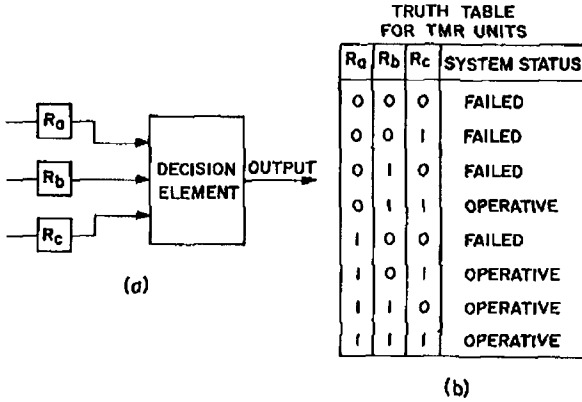 Ra
Rb
Rc
DECISION
ELEMENT
OUTPUT
(a)
TRUTH TABLE
FOR TMR UNITS
Ra Rb Rc SYSTEM STATUS
0 0 0 FAILED
0 0 1 FAILED
0 1 0 FAILED
0 1 1 OPERATIVE
1 0 0 FAILED
1 0 1 OPERATIVE
1 1 0 OPERATIVE
1 1 1 OPERATIVE
(b)